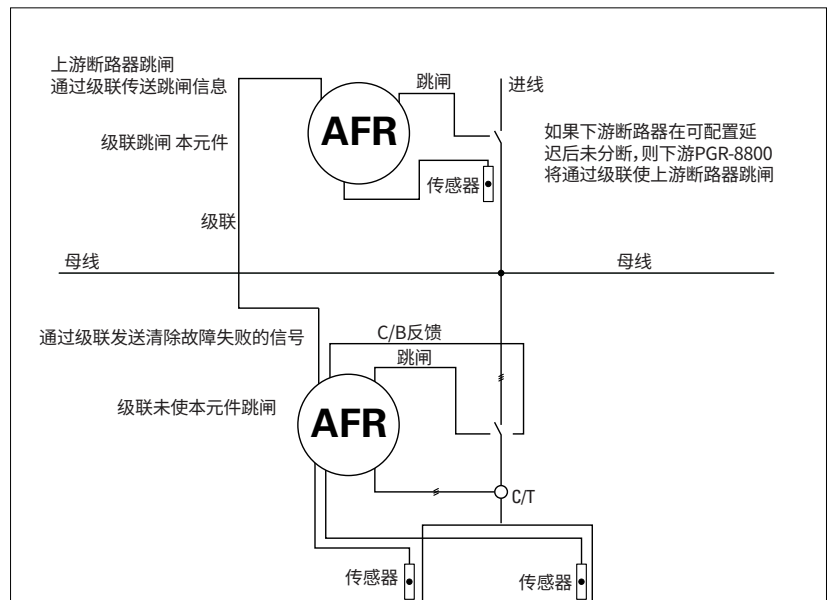 上游断路器跳闸
通过级联传送跳闸信息
跳闸
进线
AFR
级联跳闸 本元件
如果下游断路器在可配置延
迟后未分断，则下游PGR-8800
将通过级联使上游断路器跳闸
传感器
级联
母线
母线
通过级联发送清除故障失败的信号
C/B反馈
跳闸
级联未使本元件跳闸
AFR
C/T
传感器
传感器